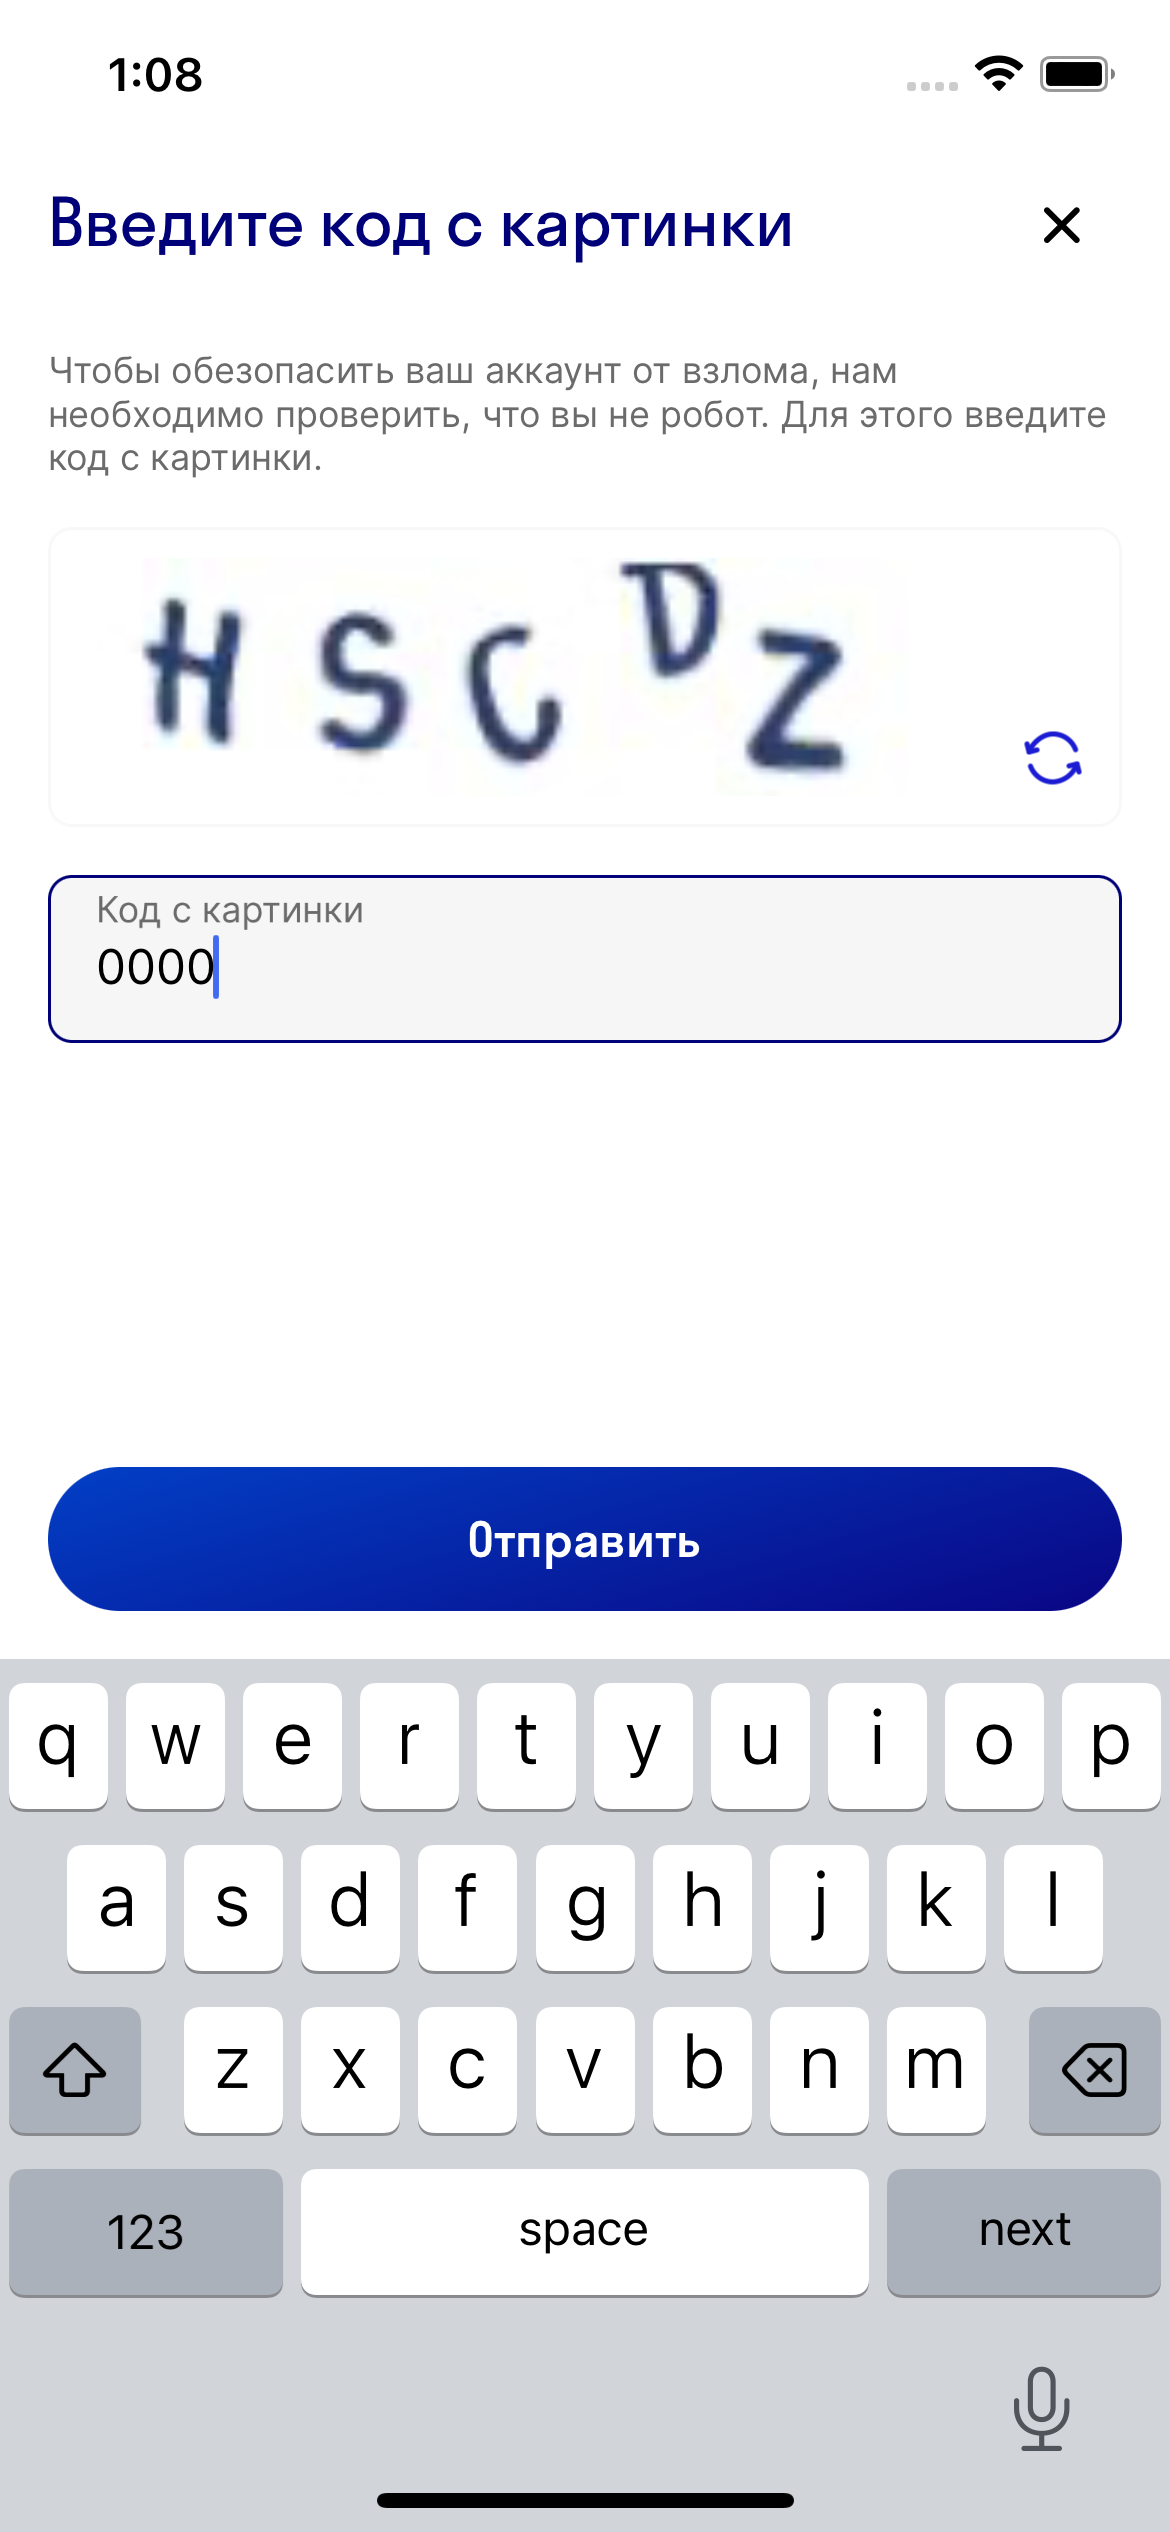 1:08
Введите код с картинки
Чтобы обезопасить ваш аккаунт от взлома, нам
необходимо проверить, что вы не робот. Для этого введите
код с картинки.
H S C D Z
Код с картинки
0000
Отправить
q w e r t y u i o p
a s d f g h j k l
z x c v b n m
123 space next